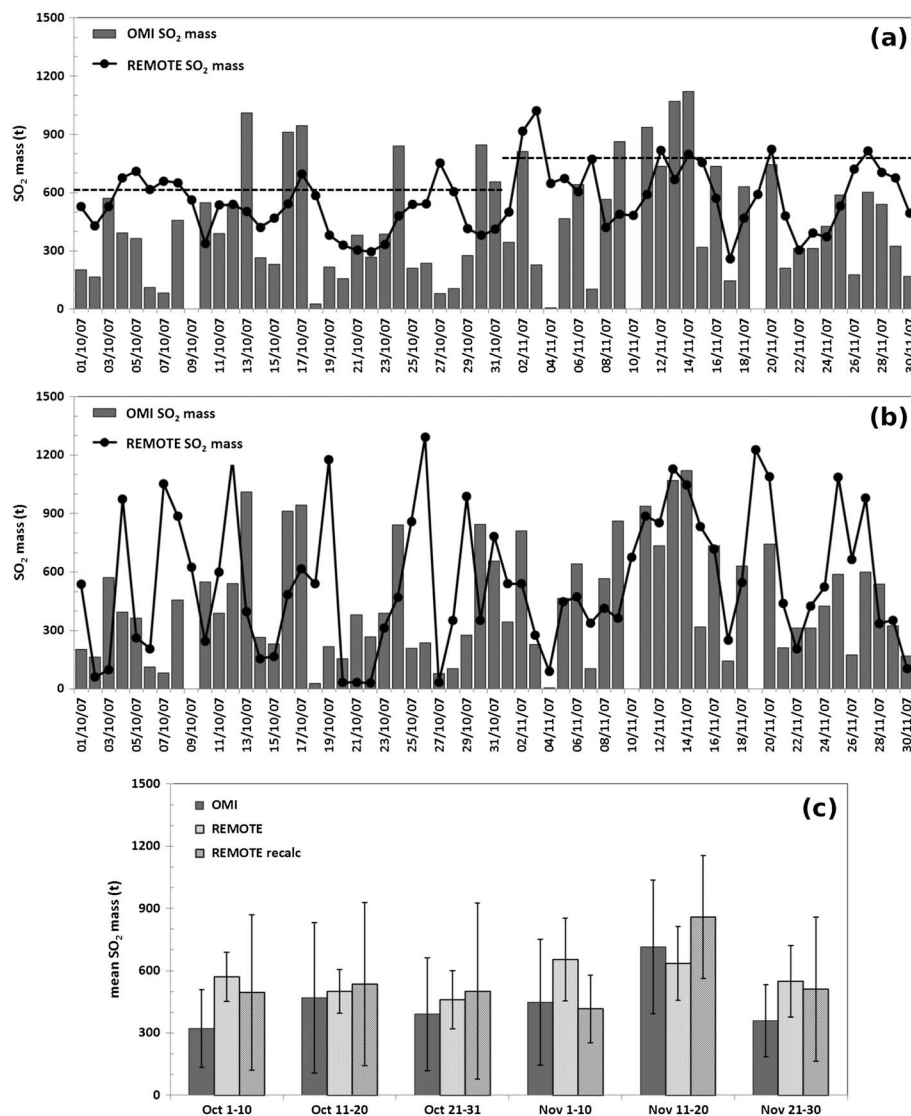 1500
(a)
OMI SO₂ mass
REMOTE SO₂ mass
1200
900
600
300
0
SO₂ mass (t)
01/10/07 03/10/07 05/10/07 07/10/07 09/10/07 11/10/07 13/10/07 15/10/07 17/10/07 19/10/07 21/10/07 23/10/07 25/10/07 27/10/07 29/10/07 31/10/07 02/11/07 04/11/07 06/11/07 08/11/07 10/11/07 12/11/07 14/11/07 16/11/07 18/11/07 20/11/07 22/11/07 24/11/07 26/11/07 28/11/07 30/11/07
1500
(b)
OMI SO₂ mass
REMOTE SO₂ mass
1200
900
600
300
0
SO₂ mass (t)
01/10/07 03/10/07 05/10/07 07/10/07 09/10/07 11/10/07 13/10/07 15/10/07 17/10/07 19/10/07 21/10/07 23/10/07 25/10/07 27/10/07 29/10/07 31/10/07 02/11/07 04/11/07 06/11/07 08/11/07 10/11/07 12/11/07 14/11/07 16/11/07 18/11/07 20/11/07 22/11/07 24/11/07 26/11/07 28/11/07 30/11/07
1500
(c)
OMI
REMOTE
REMOTE recalc
1200
900
600
300
0
mean SO₂ mass (t)
Oct 1-10 Oct 11-20 Oct 21-31 Nov 1-10 Nov 11-20 Nov 21-30